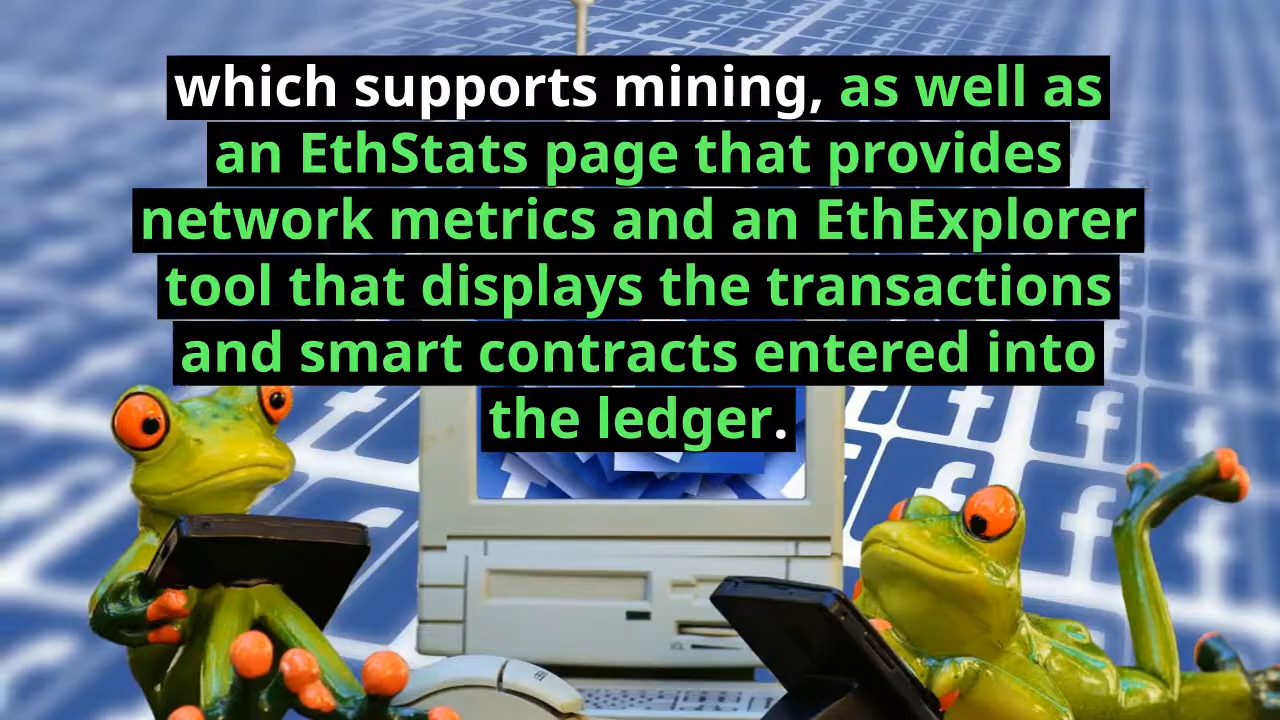 which supports mining, as well as
an EthStats page that provides
network metrics and an EthExplorer
tool that displays the transactions
and smart contracts entered into
the ledger.